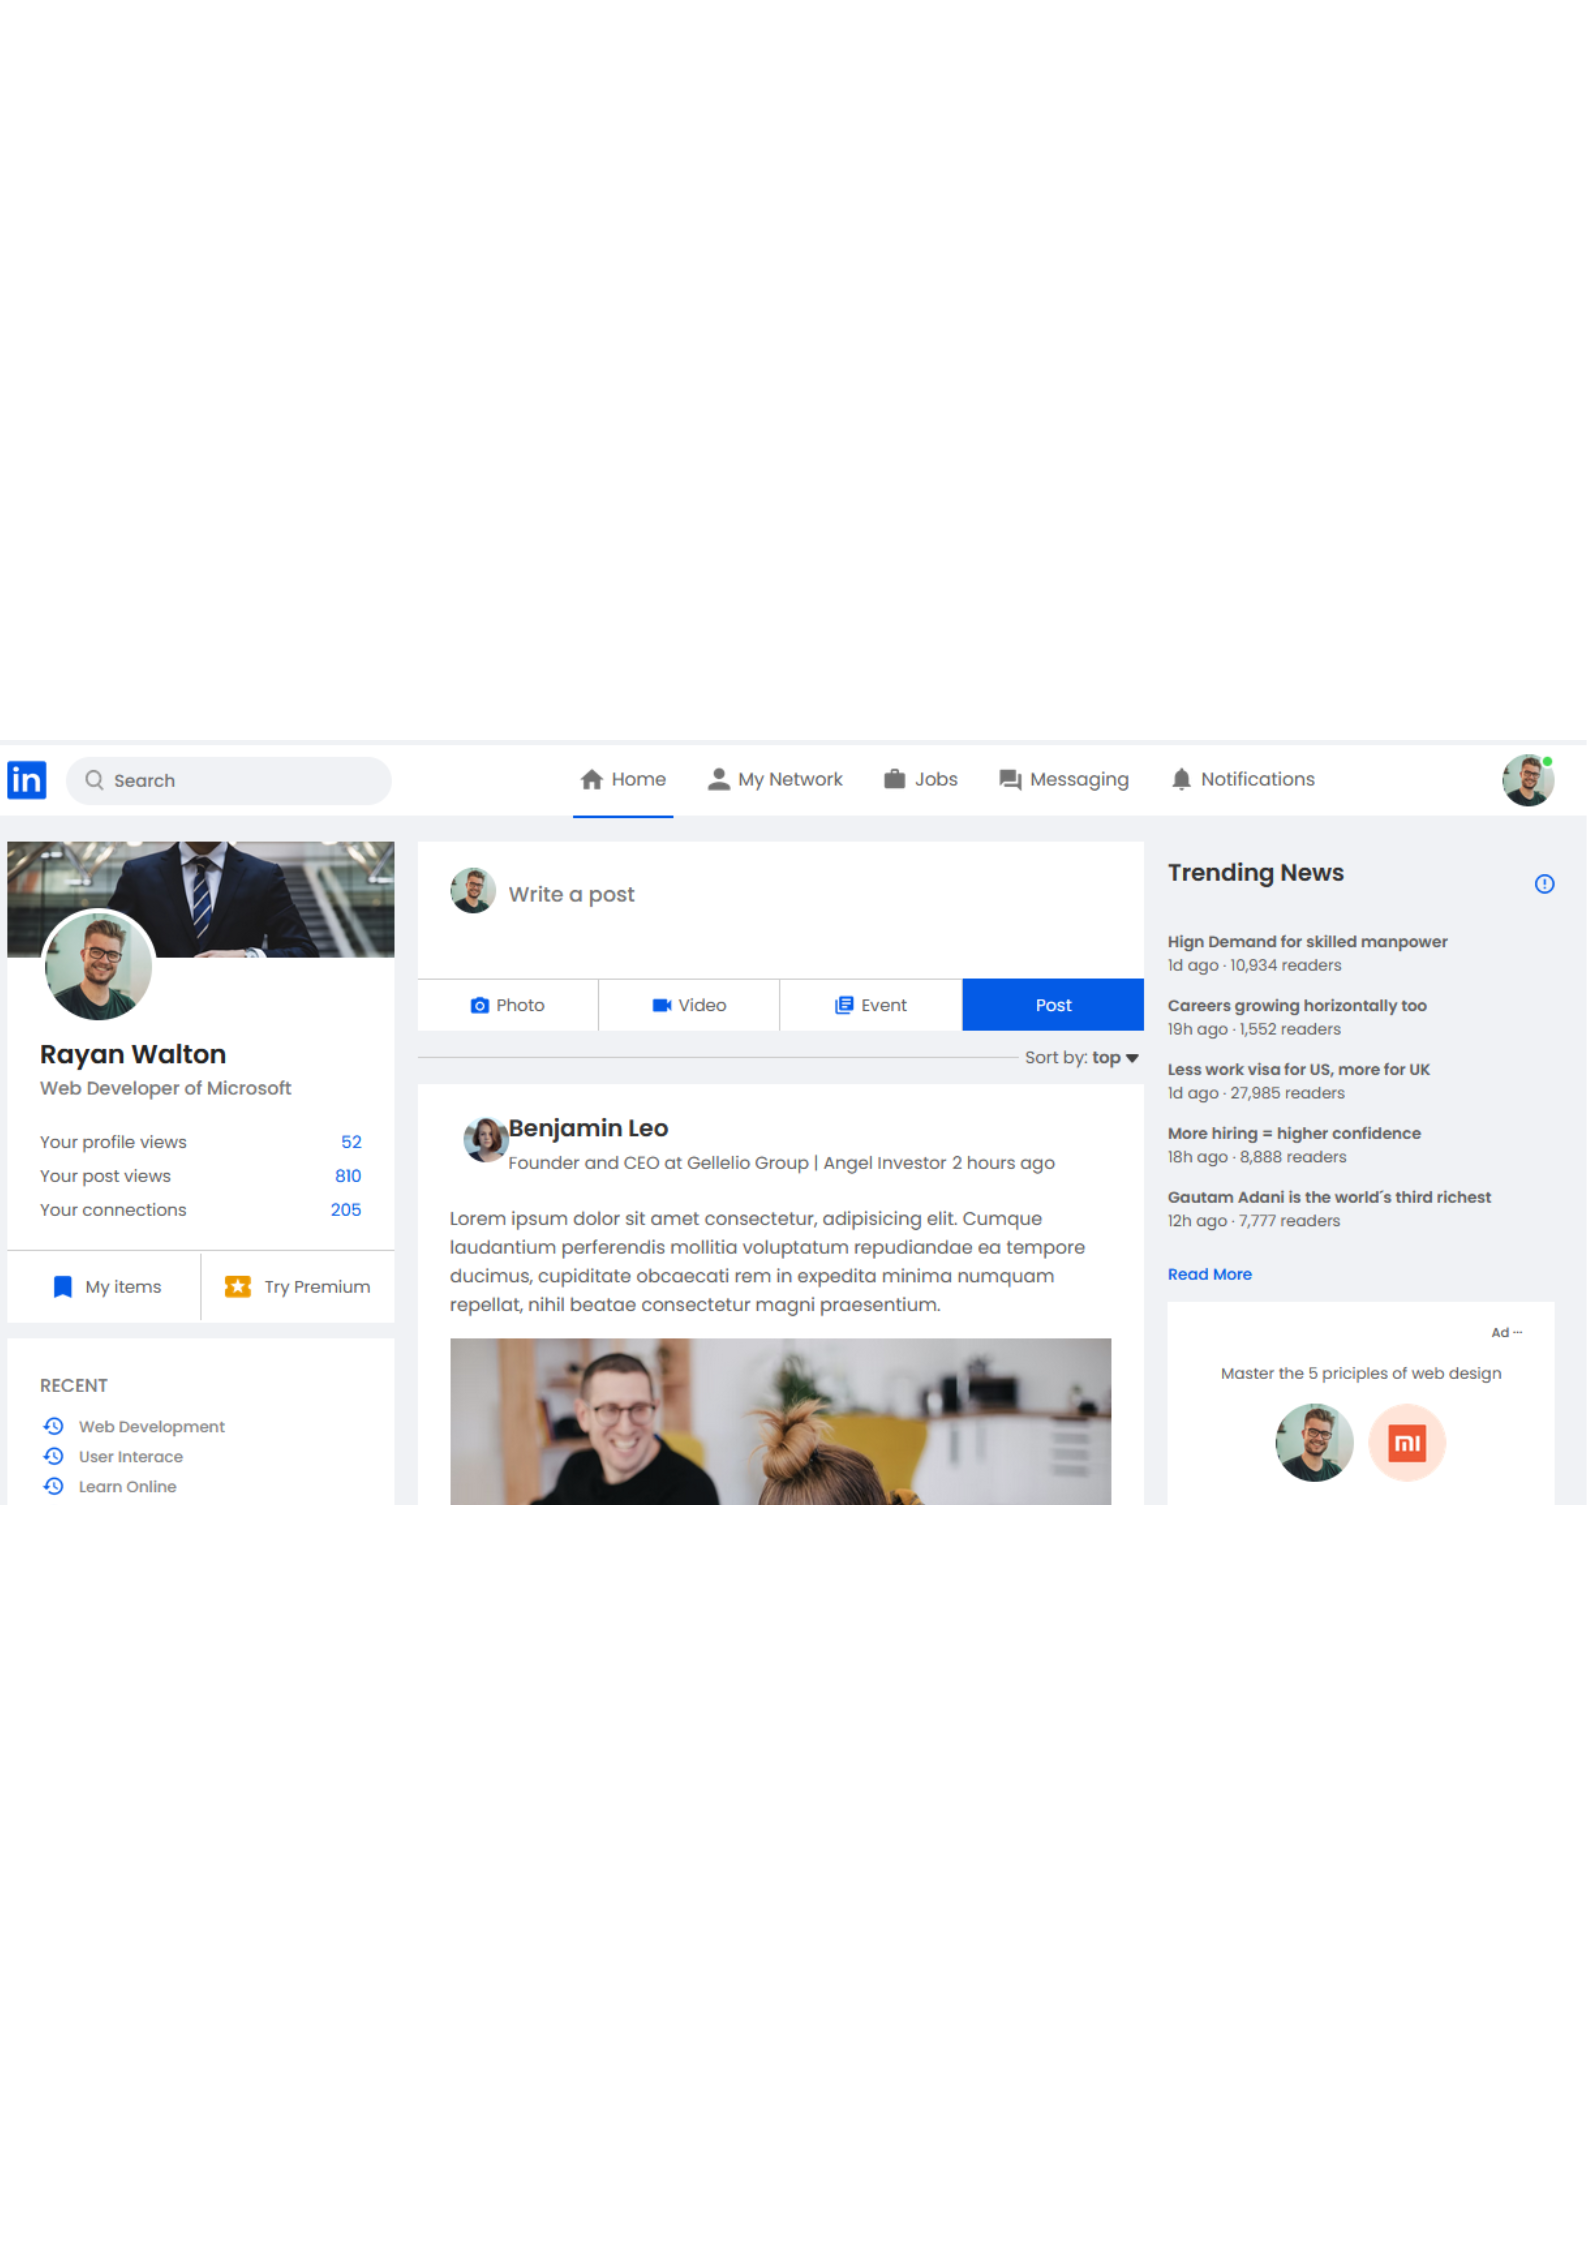 in
Search
Home
My Network
Jobs
Messaging
Notifications
Rayan Walton
Web Developer of Microsoft
Your profile views 52
Your post views 810
Your connections 205
My items
Try Premium
RECENT
Web Development
User Interace
Learn Online
Write a post
Photo
Video
Event
Post
Sort by: top
Benjamin Leo
Founder and CEO at Gellelio Group | Angel Investor 2 hours ago
Lorem ipsum dolor sit amet consectetur, adipisicing elit. Cumque
laudantium perferendis mollitia voluptatum repudiandae ea tempore
ducimus, cupiditate obcaecati rem in expedita minima numquam
repellat, nihil beatae consectetur magni praesentium.
Trending News
Hign Demand for skilled manpower
1d ago · 10,934 readers
Careers growing horizontally too
19h ago · 1,552 readers
Less work visa for US, more for UK
1d ago · 27,985 readers
More hiring = higher confidence
18h ago · 8,888 readers
Gautam Adani is the world´s third richest
12h ago · 7,777 readers
Read More
Ad ···
Master the 5 priciples of web design
mi